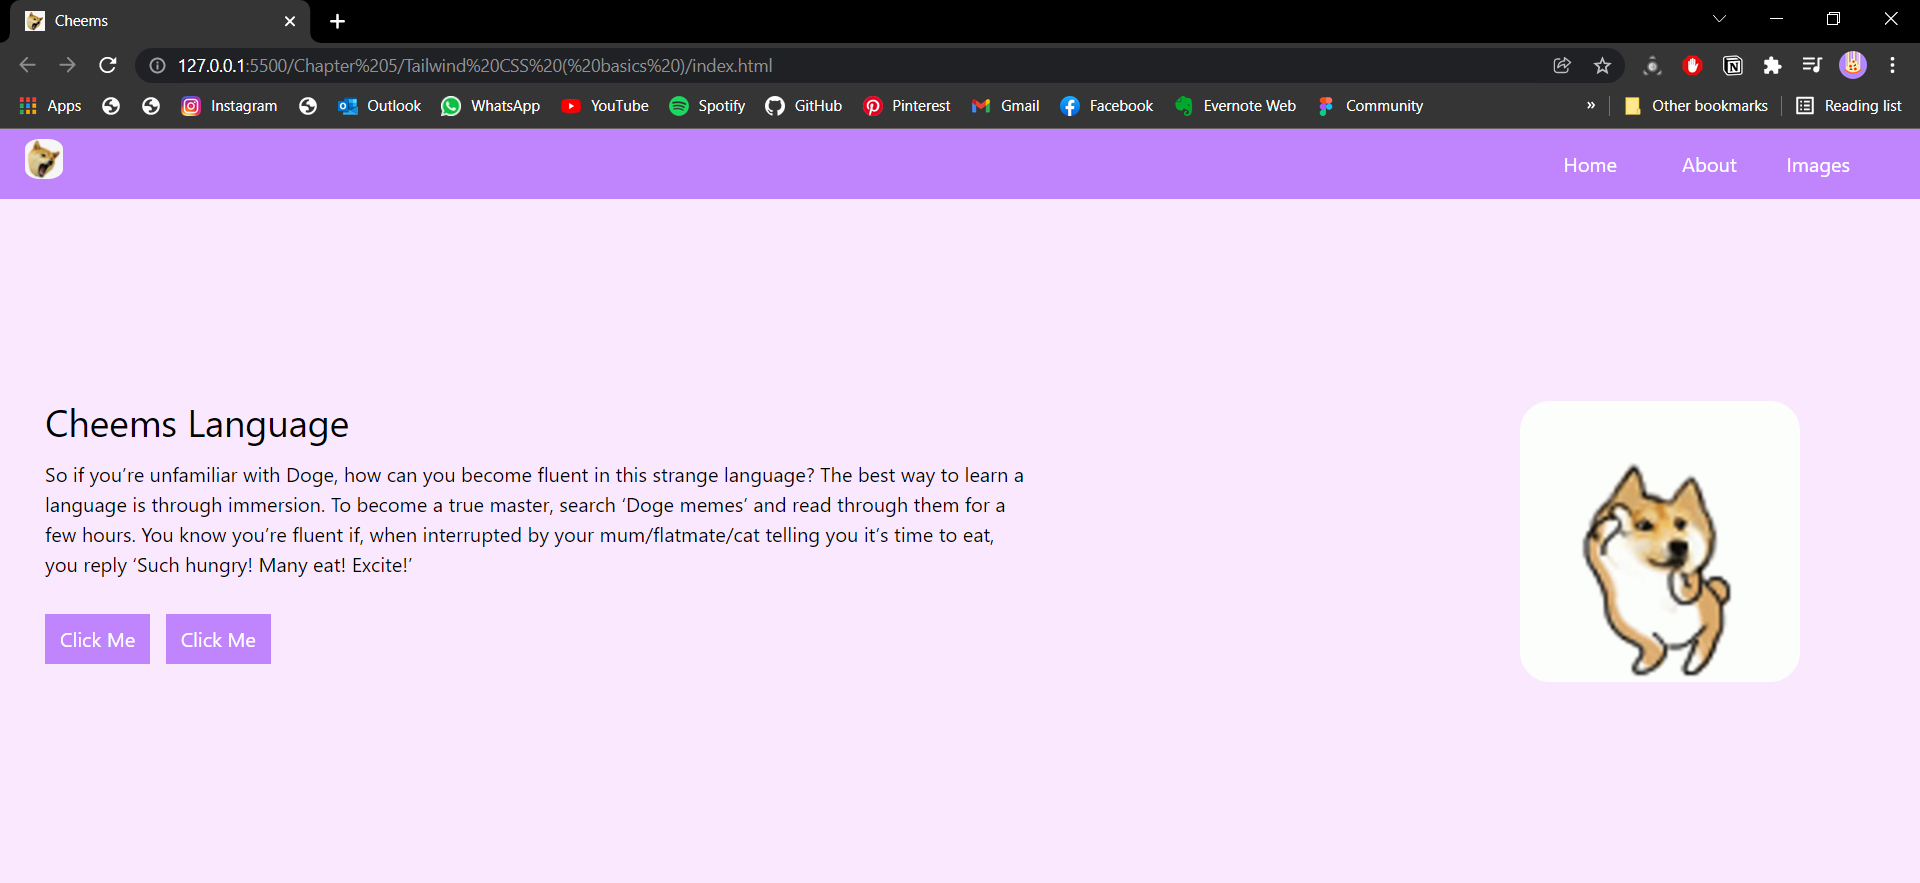 Cheems
127.0.0.1:5500/Chapter%205/Tailwind%20CSS%20(%20basics%20)/index.html
Apps Instagram Outlook WhatsApp YouTube Spotify GitHub Pinterest Gmail Facebook Evernote Web Community » Other bookmarks Reading list
Home About Images
Cheems Language
So if you’re unfamiliar with Doge, how can you become fluent in this strange language? The best way to learn a
language is through immersion. To become a true master, search ‘Doge memes’ and read through them for a
few hours. You know you’re fluent if, when interrupted by your mum/flatmate/cat telling you it’s time to eat,
you reply ‘Such hungry! Many eat! Excite!’
Click Me Click Me